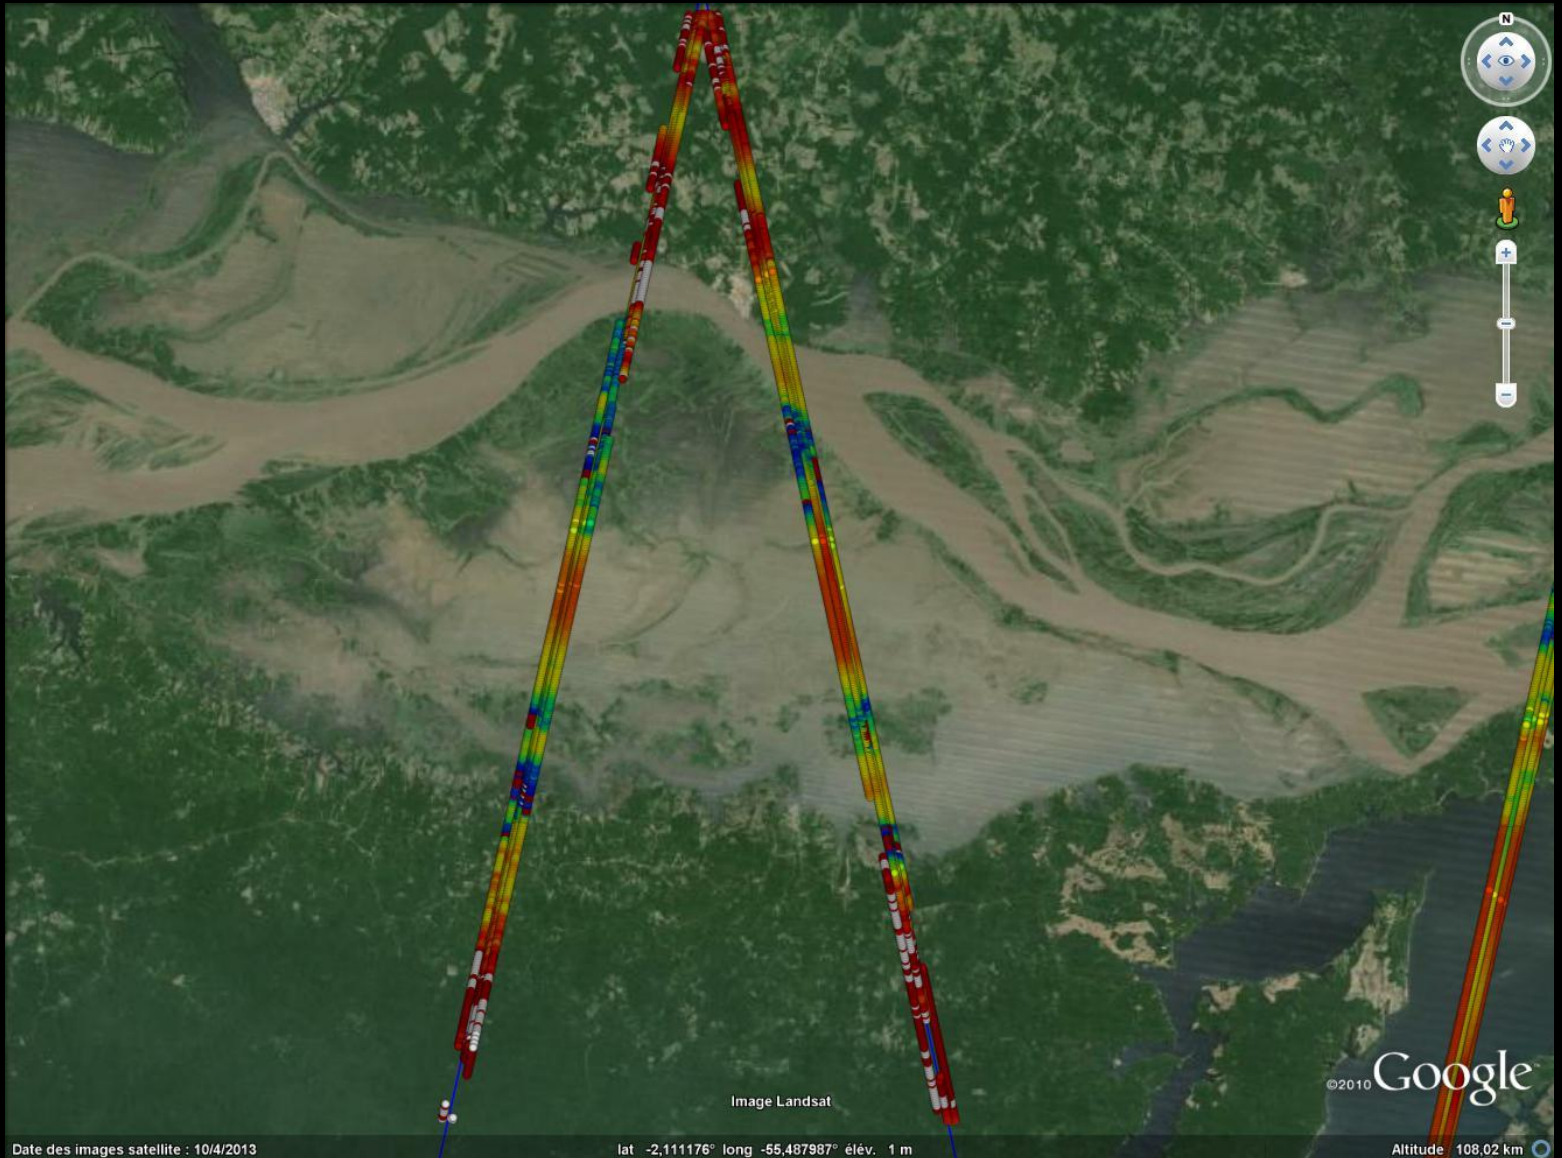 N
©2010 Google
Image Landsat
Date des images satellite : 10/4/2013
lat -2,111176° long -55,487987° élév. 1 m
Altitude 108,02 km